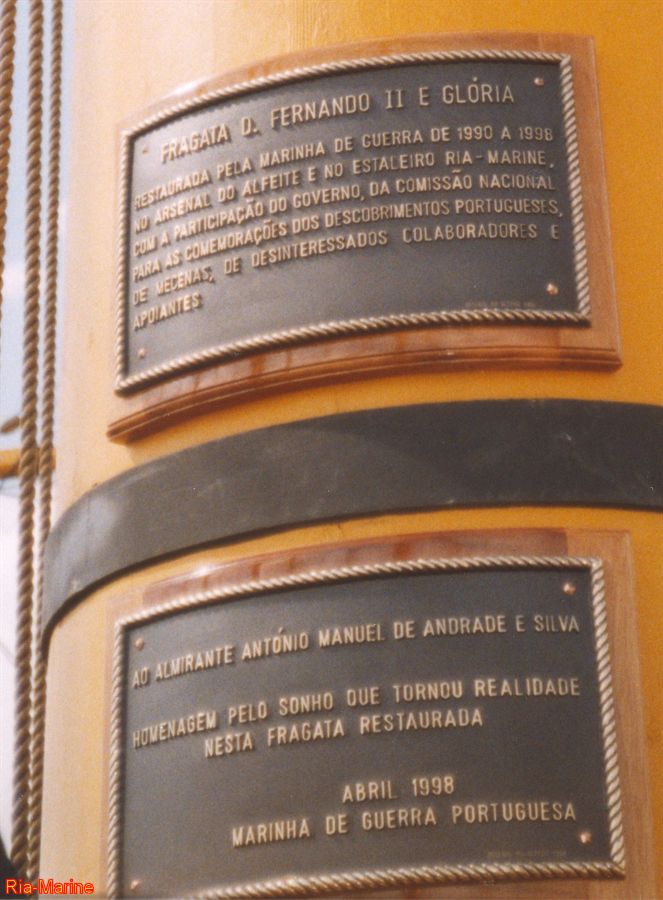 FRAGATA D. FERNANDO II E GLÓRIA
RESTAURADA PELA MARINHA DE GUERRA DE 1990 A 1998
NO ARSENAL DO ALFEITE E NO ESTALEIRO RIA-MARINE,
COM A PARTICIPAÇÃO DO GOVERNO, DA COMISSÃO NACIONAL
PARA AS COMEMORAÇÕES DOS DESCOBRIMENTOS PORTUGUESES,
DE MECENAS, DE DESINTERESSADOS COLABORADORES E
APOIANTES
AO ALMIRANTE ANTÓNIO MANUEL DE ANDRADE E SILVA
HOMENAGEM PELO SONHO QUE TORNOU REALIDADE
NESTA FRAGATA RESTAURADA
ABRIL 1998
MARINHA DE GUERRA PORTUGUESA
Ria-Marine